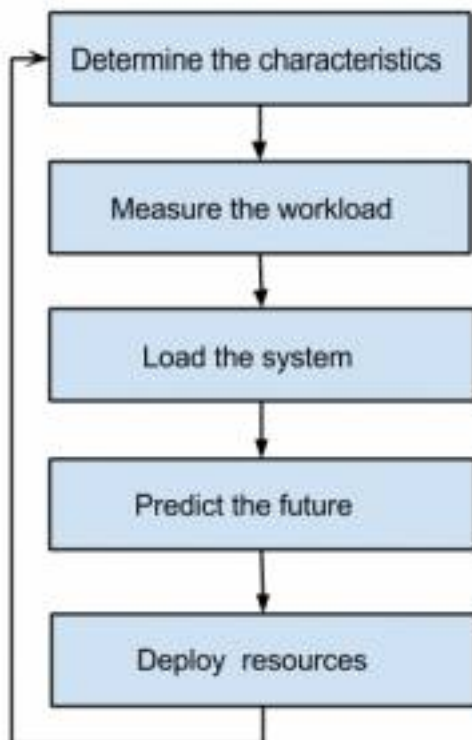 Determine the characteristics
Measure the workload
Load the system
Predict the future
Deploy resources